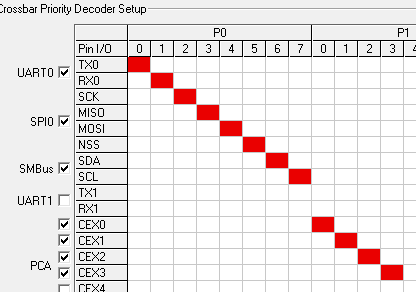 Crossbar Priority Decoder Setup
P0 P1
Pin I/O 0 1 2 3 4 5 6 7 0 1 2 3 4
UART0 TX0
RX0
SCK
SPI0 MISO
MOSI
NSS
SMBus SDA
SCL
UART1 TX1
RX1
CEX0
CEX1
PCA CEX2
CEX3
CEX4